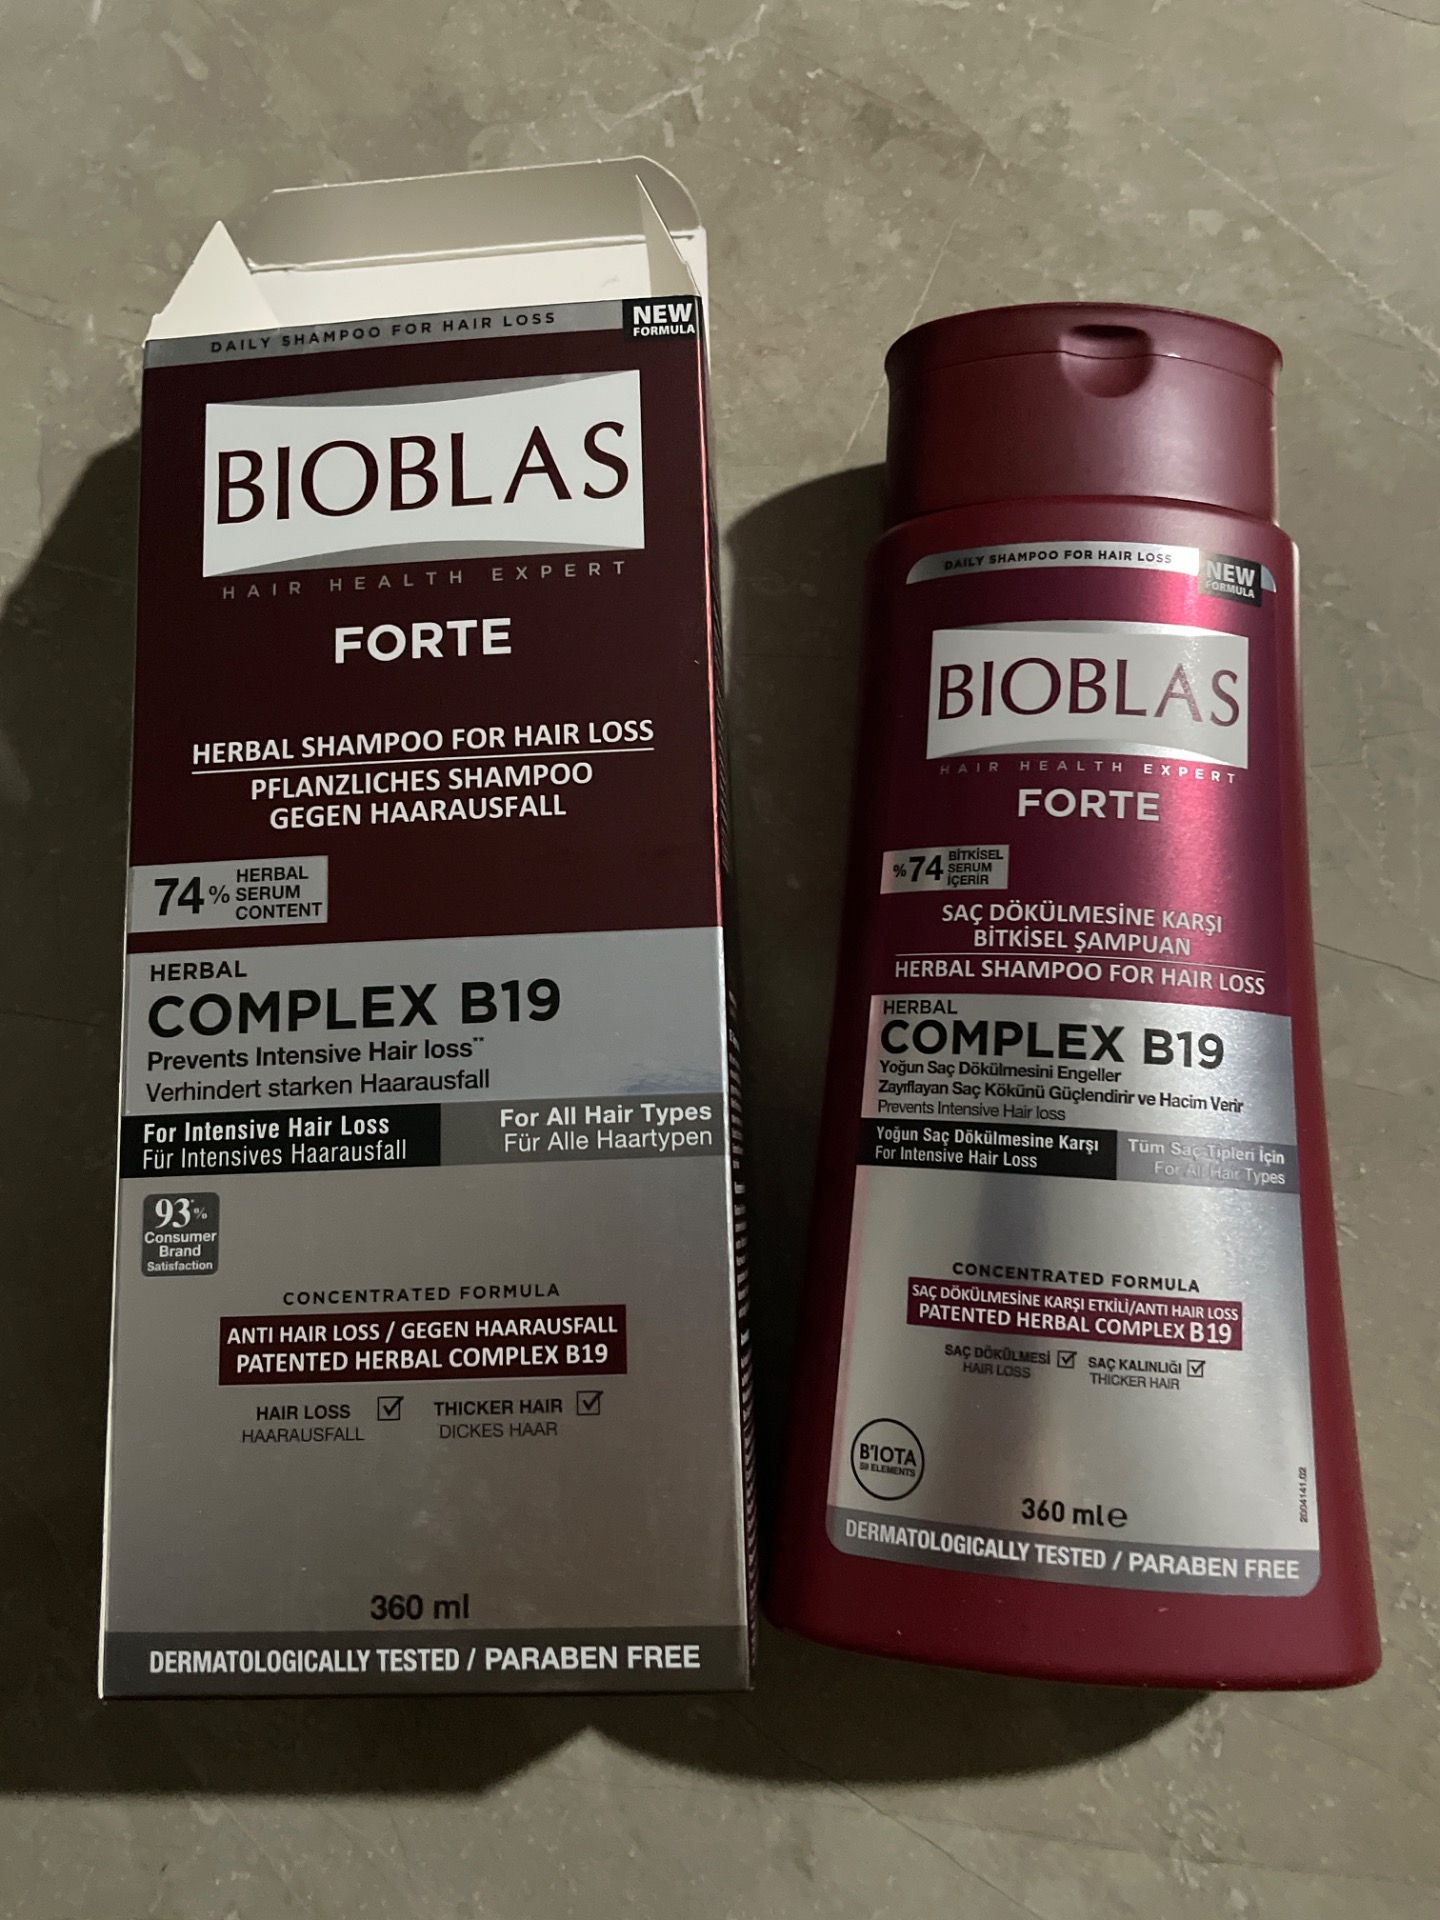 DAILY SHAMPOO FOR HAIR LOSS
NEW
FORMULA
BIOBLAS
HAIR HEALTH EXPERT
FORTE
HERBAL SHAMPOO FOR HAIR LOSS
PFLANZLICHES SHAMPOO
GEGEN HAARAUSFALL
74% HERBAL
SERUM
CONTENT
HERBAL
COMPLEX B19
Prevents Intensive Hair loss**
Verhindert starken Haarausfall
For Intensive Hair Loss
Für Intensives Haarausfall
For All Hair Types
Für Alle Haartypen
93*%
Consumer
Brand
Satisfaction
CONCENTRATED FORMULA
ANTI HAIR LOSS / GEGEN HAARAUSFALL
PATENTED HERBAL COMPLEX B19
HAIR LOSS
HAARAUSFALL
THICKER HAIR
DICKES HAAR
360 ml
DERMATOLOGICALLY TESTED / PARABEN FREE
DAILY SHAMPOO FOR HAIR LOSS
NEW
FORMULA
BIOBLAS
HAIR HEALTH EXPERT
FORTE
%74 BİTKİSEL
SERUM
İÇERİR
SAÇ DÖKÜLMESİNE KARŞI
BİTKİSEL ŞAMPUAN
HERBAL SHAMPOO FOR HAIR LOSS
HERBAL
COMPLEX B19
Yoğun Saç Dökülmesini Engeller
Zayıflayan Saç Kökünü Güçlendirir ve Hacim Verir
Prevents Intensive Hair loss
Yoğun Saç Dökülmesine Karşı
For Intensive Hair Loss
Tüm Saç Tipleri İçin
For All Hair Types
CONCENTRATED FORMULA
SAÇ DÖKÜLMESİNE KARŞI ETKİLİ/ANTI HAIR LOSS
PATENTED HERBAL COMPLEX B19
SAÇ DÖKÜLMESİ
HAIR LOSS
SAÇ KALINLIĞI
THICKER HAIR
B'IOTA
59 ELEMENTS
2004141.02
360 ml e
DERMATOLOGICALLY TESTED / PARABEN FREE